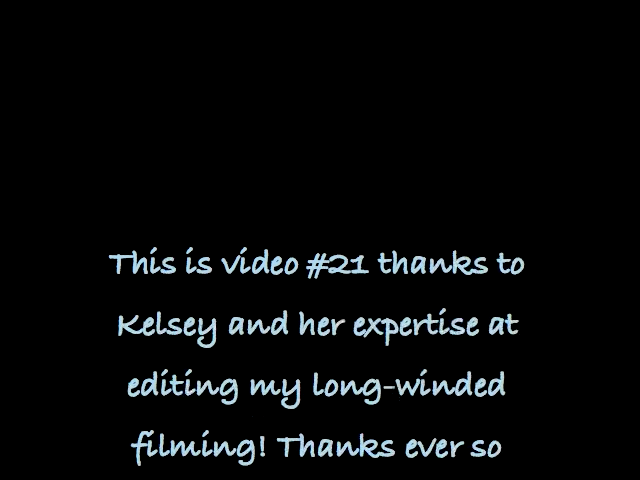 This is video #21 thanks to
Kelsey and her expertise at
editing my long-winded
filming! Thanks ever so